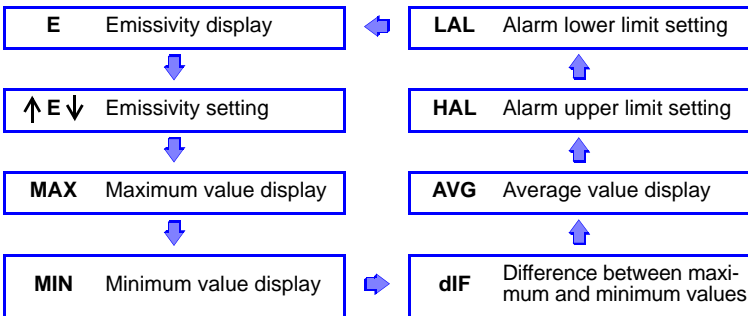 E Emissivity display
↑ E ↓ Emissivity setting
MAX Maximum value display
MIN Minimum value display
dIF Difference between maxi-
mum and minimum values
AVG Average value display
HAL Alarm upper limit setting
LAL Alarm lower limit setting